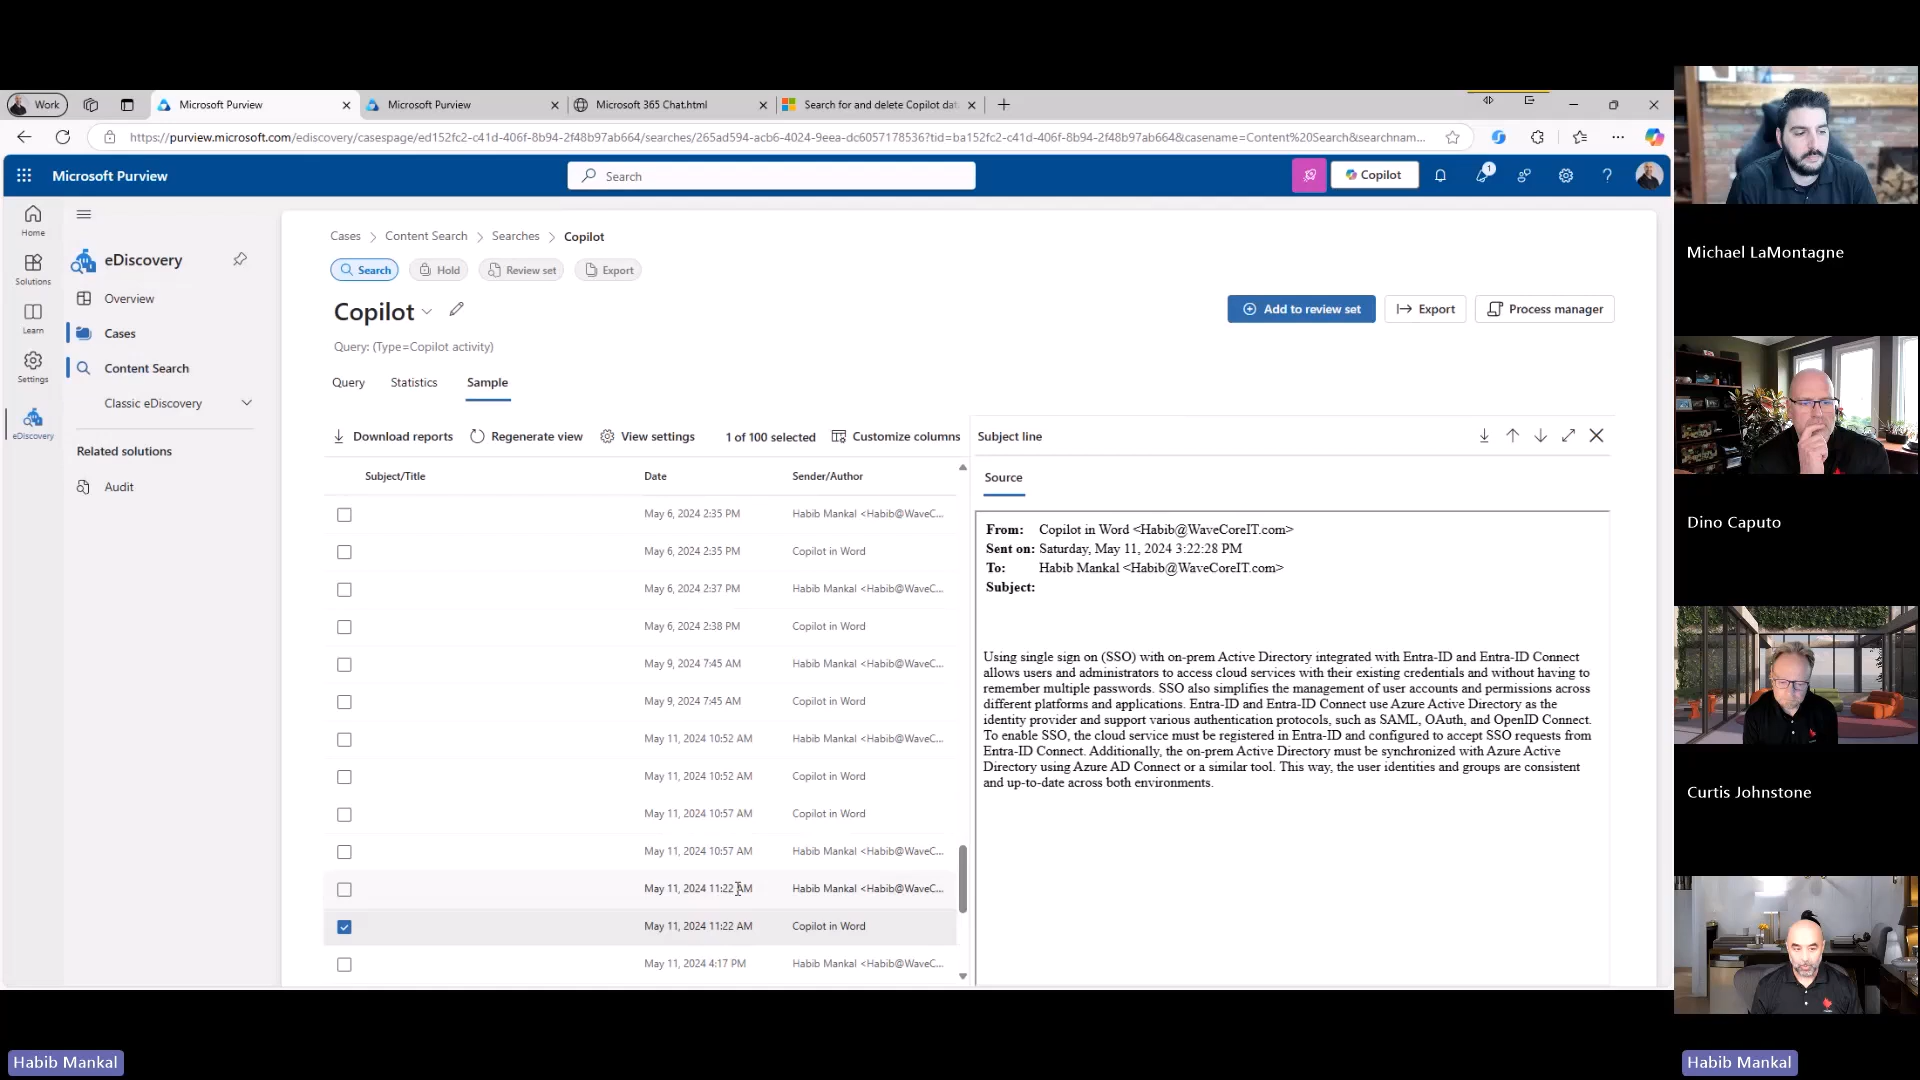 Work
Microsoft Purview
Microsoft Purview
Microsoft 365 Chat.html
Search for and delete Copilot dat
https://purview.microsoft.com/ediscovery/casespage/ed152fc2-c41d-406f-8b94-2f48b97ab664/searches/265ad594-acb6-4024-9eea-dc6057178536?tid=ba152fc2-c41d-406f-8b94-2f48b97ab664&casename=Content%20Search&searchnam...
Microsoft Purview
Search
Copilot
1
Home
Solutions
Learn
Settings
eDiscovery
eDiscovery
Overview
Cases
Content Search
Classic eDiscovery
Related solutions
Audit
Cases > Content Search > Searches > Copilot
Search
Hold
Review set
Export
Copilot
Add to review set
Export
Process manager
Query: (Type=Copilot activity)
Query Statistics Sample
Download reports Regenerate view View settings 1 of 100 selected Customize columns
Subject/Title Date Sender/Author
May 6, 2024 2:35 PM Habib Mankal <Habib@WaveC...
May 6, 2024 2:35 PM Copilot in Word
May 6, 2024 2:37 PM Habib Mankal <Habib@WaveC...
May 6, 2024 2:38 PM Copilot in Word
May 9, 2024 7:45 AM Habib Mankal <Habib@WaveC...
May 9, 2024 7:45 AM Copilot in Word
May 11, 2024 10:52 AM Habib Mankal <Habib@WaveC...
May 11, 2024 10:52 AM Copilot in Word
May 11, 2024 10:57 AM Copilot in Word
May 11, 2024 10:57 AM Habib Mankal <Habib@WaveC...
May 11, 2024 11:22 AM Habib Mankal <Habib@WaveC...
May 11, 2024 11:22 AM Copilot in Word
May 11, 2024 4:17 PM Habib Mankal <Habib@WaveC...
Subject line
Source
From: Copilot in Word <Habib@WaveCoreIT.com>
Sent on: Saturday, May 11, 2024 3:22:28 PM
To: Habib Mankal <Habib@WaveCoreIT.com>
Subject:
Using single sign on (SSO) with on-prem Active Directory integrated with Entra-ID and Entra-ID Connect
allows users and administrators to access cloud services with their existing credentials and without having to
remember multiple passwords. SSO also simplifies the management of user accounts and permissions across
different platforms and applications. Entra-ID and Entra-ID Connect use Azure Active Directory as the
identity provider and support various authentication protocols, such as SAML, OAuth, and OpenID Connect.
To enable SSO, the cloud service must be registered in Entra-ID and configured to accept SSO requests from
Entra-ID Connect. Additionally, the on-prem Active Directory must be synchronized with Azure Active
Directory using Azure AD Connect or a similar tool. This way, the user identities and groups are consistent
and up-to-date across both environments.
Michael LaMontagne
Dino Caputo
Curtis Johnstone
Habib Mankal
Habib Mankal